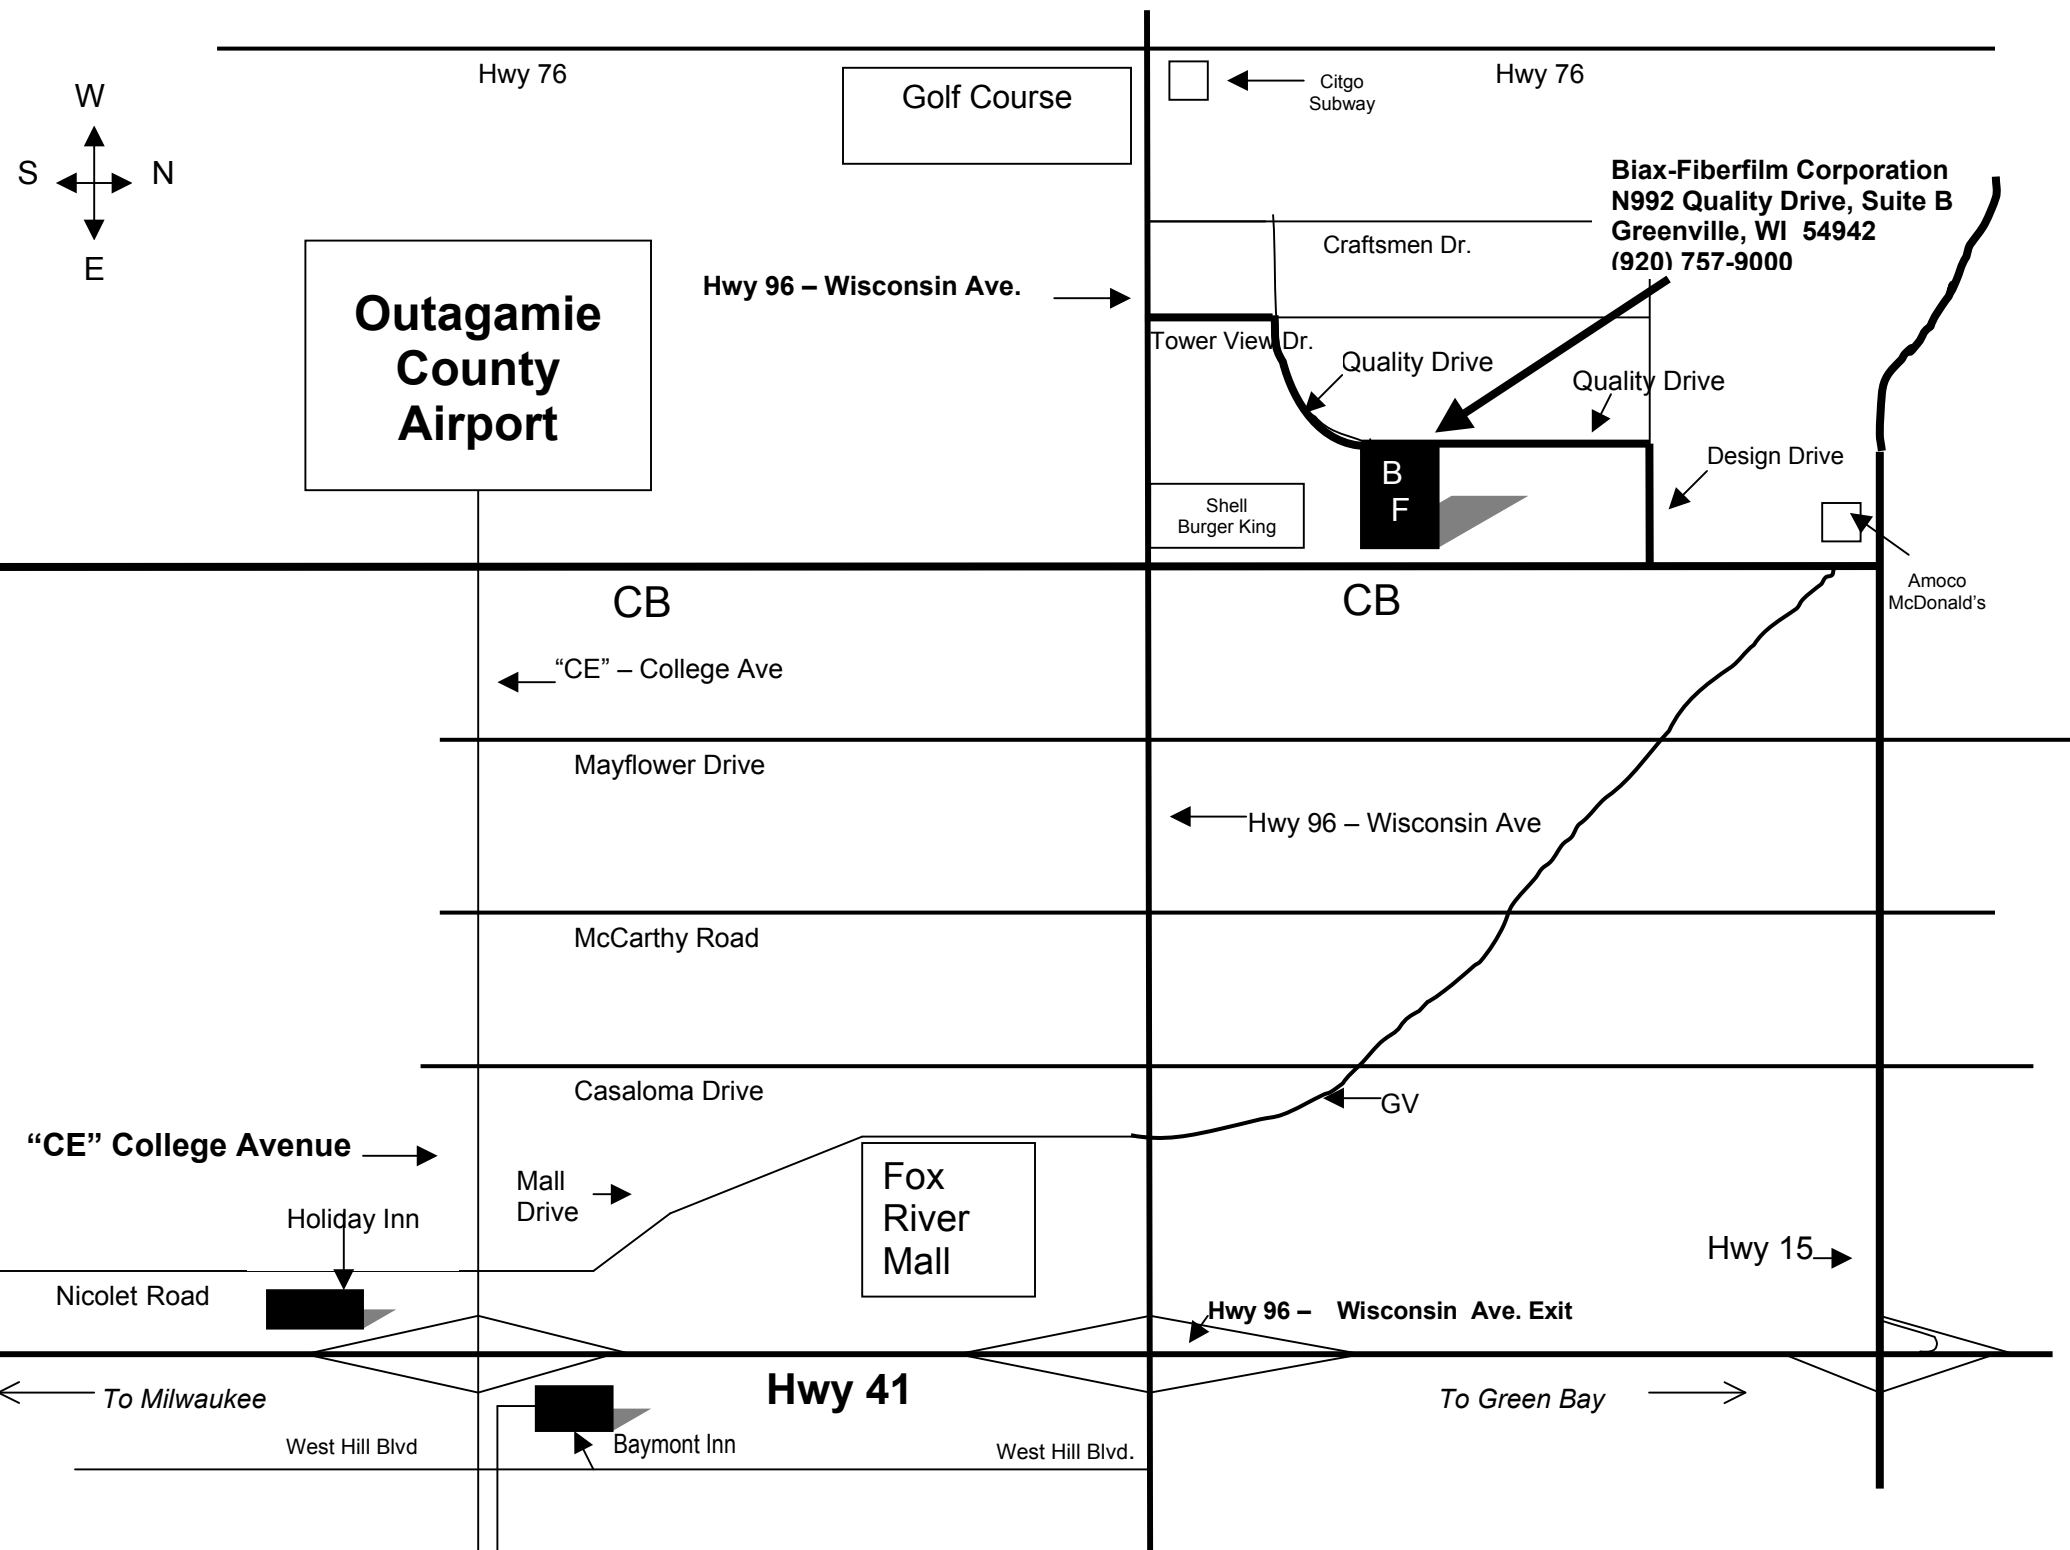 Hwy 76
Golf Course
Citgo
Subway
Hwy 76
W
S
N
E
Biax-Fiberfilm Corporation
N992 Quality Drive, Suite B
Greenville, WI  54942
(920) 757-9000
Craftsmen Dr.
Hwy 96 – Wisconsin Ave.
Outagamie
County
Airport
Tower View Dr.
Quality Drive
Quality Drive
Design Drive
B
F
Shell
Burger King
Amoco
McDonald’s
CB
CB
“CE” – College Ave
Mayflower Drive
Hwy 96 – Wisconsin Ave
McCarthy Road
Casaloma Drive
GV
“CE” College Avenue
Mall
Drive
Fox
River
Mall
Holiday Inn
Hwy 15
Nicolet Road
Hwy 96 –    Wisconsin  Ave. Exit
Hwy 41
To Milwaukee
To Green Bay
West Hill Blvd
Baymont Inn
West Hill Blvd.